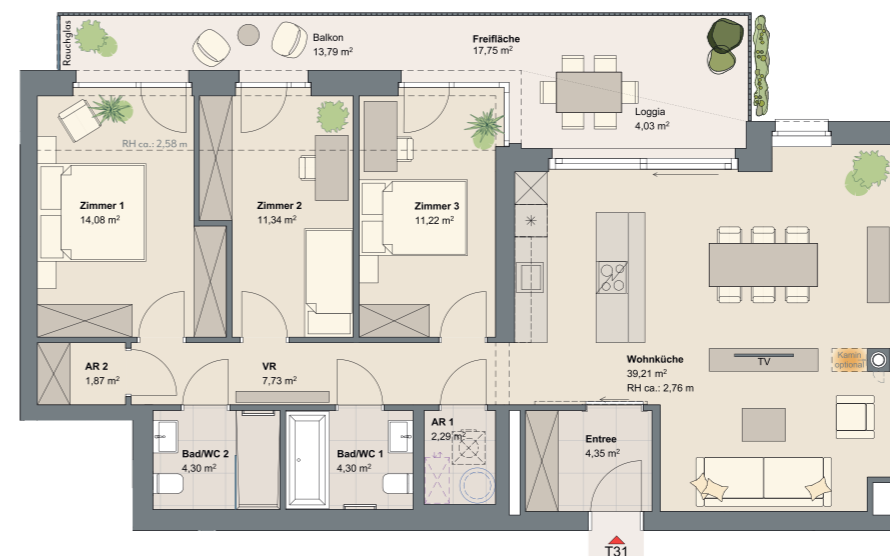 Rauchglas
Balkon
13,79 m²
Freifläche
17,75 m²
Loggia
4,03 m²
RH ca.: 2,58 m
Zimmer 1
14,08 m²
Zimmer 2
11,34 m²
Zimmer 3
11,22 m²
AR 2
1,87 m²
VR
7,73 m²
Wohnküche
39,21 m²
RH ca.: 2,76 m
TV
Kamin
optional
Bad/WC 2
4,30 m²
Bad/WC 1
4,30 m²
AR 1
2,29 m²
Entree
4,35 m²
T31